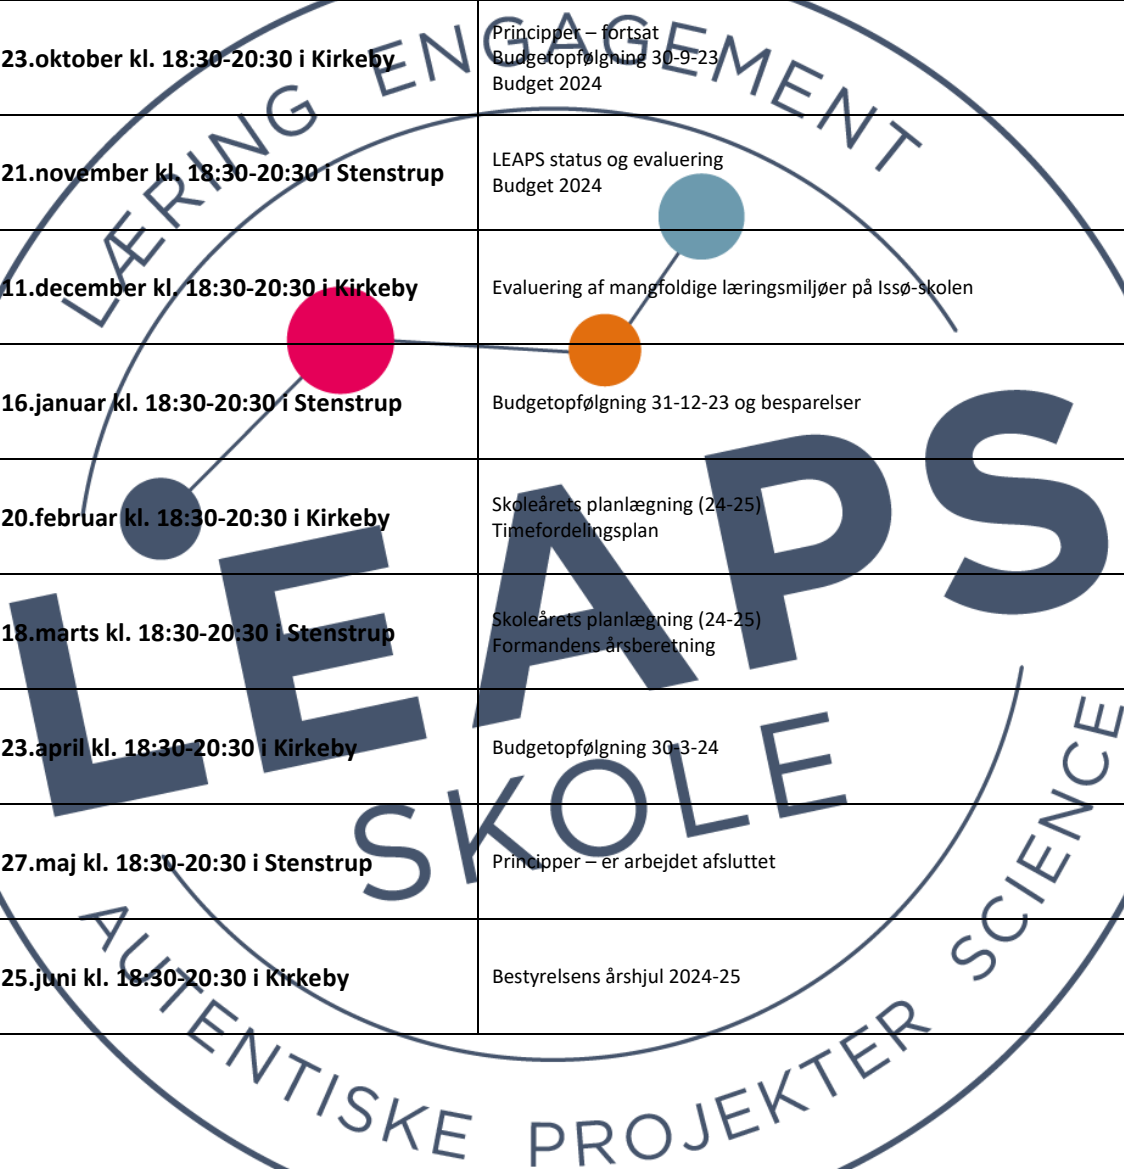 23.oktober kl. 18:30-20:30 i Kirkeby
Principper – fortsat
Budgetopfølgning 30-9-23
Budget 2024
21.november kl. 18:30-20:30 i Stenstrup
LEAPS status og evaluering
Budget 2024
11.december kl. 18:30-20:30 i Kirkeby
Evaluering af mangfoldige læringsmiljøer på Issø-skolen
16.januar kl. 18:30-20:30 i Stenstrup
Budgetopfølgning 31-12-23 og besparelser
20.februar kl. 18:30-20:30 i Kirkeby
Skoleårets planlægning (24-25)
Timefordelingsplan
18.marts kl. 18:30-20:30 i Stenstrup
Skoleårets planlægning (24-25)
Formandens årsberetning
23.april kl. 18:30-20:30 i Kirkeby
Budgetopfølgning 30-3-24
27.maj kl. 18:30-20:30 i Stenstrup
Principper – er arbejdet afsluttet
25.juni kl. 18:30-20:30 i Kirkeby
Bestyrelsens årshjul 2024-25
LÆRING ENGAGEMENT
LEAPS
SKOLE
AUTENTISKE PROJEKTER SCIENCE